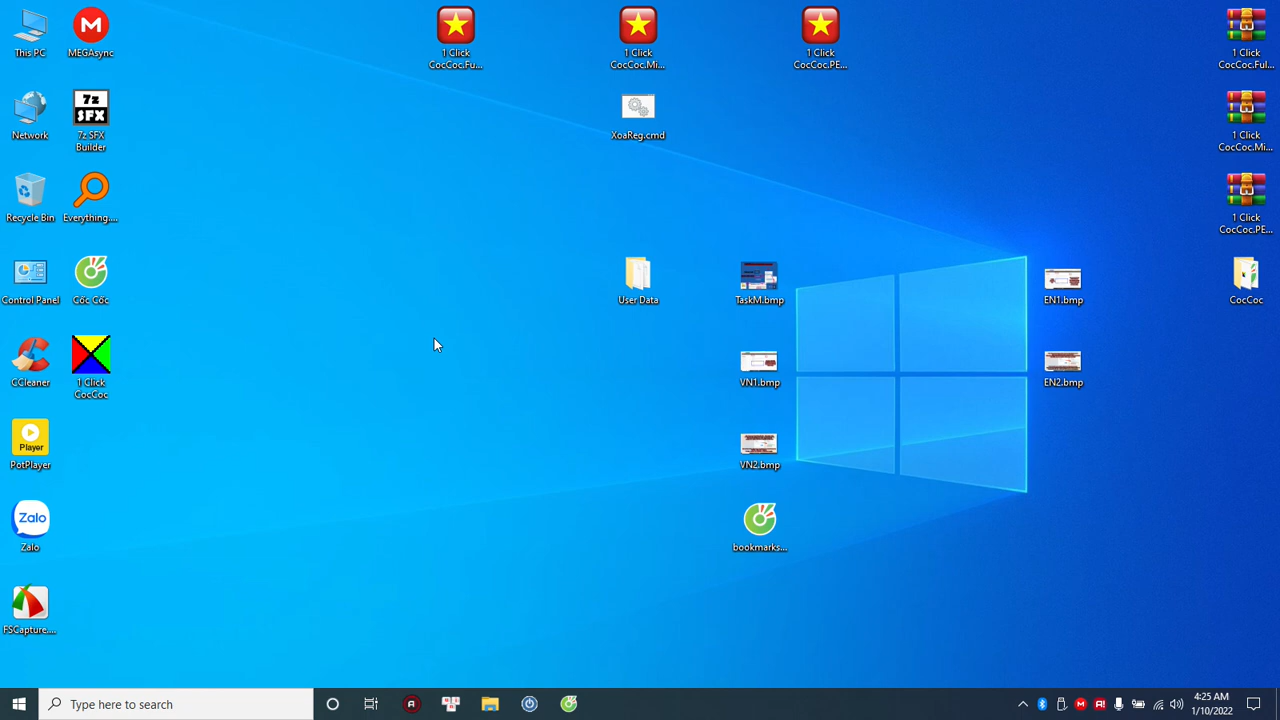 This PC
MEGAsync
1 Click
CocCoc.Fu...
1 Click
CocCoc.Mi...
1 Click
CocCoc.PE...
1 Click
CocCoc.Ful...
Network
7z
SFX
7z SFX
Builder
XoaReg.cmd
1 Click
CocCoc.Mi...
Recycle Bin
Everything....
1 Click
CocCoc.PE...
Control Panel
Cốc Cốc
User Data
TaskM.bmp
EN1.bmp
CocCoc
CCleaner
1 Click
CocCoc
VN1.bmp
EN2.bmp
Player
PotPlayer
VN2.bmp
Zalo
Zalo
bookmarks...
FSCapture....
Type here to search
4:25 AM
1/10/2022